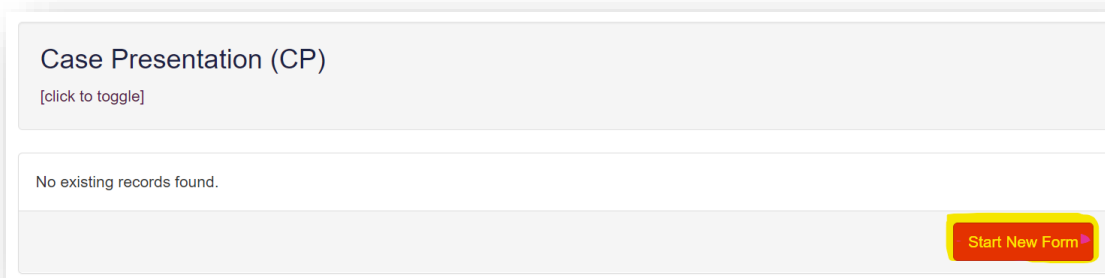 Case Presentation (CP)
[click to toggle]
No existing records found.
Start New Form